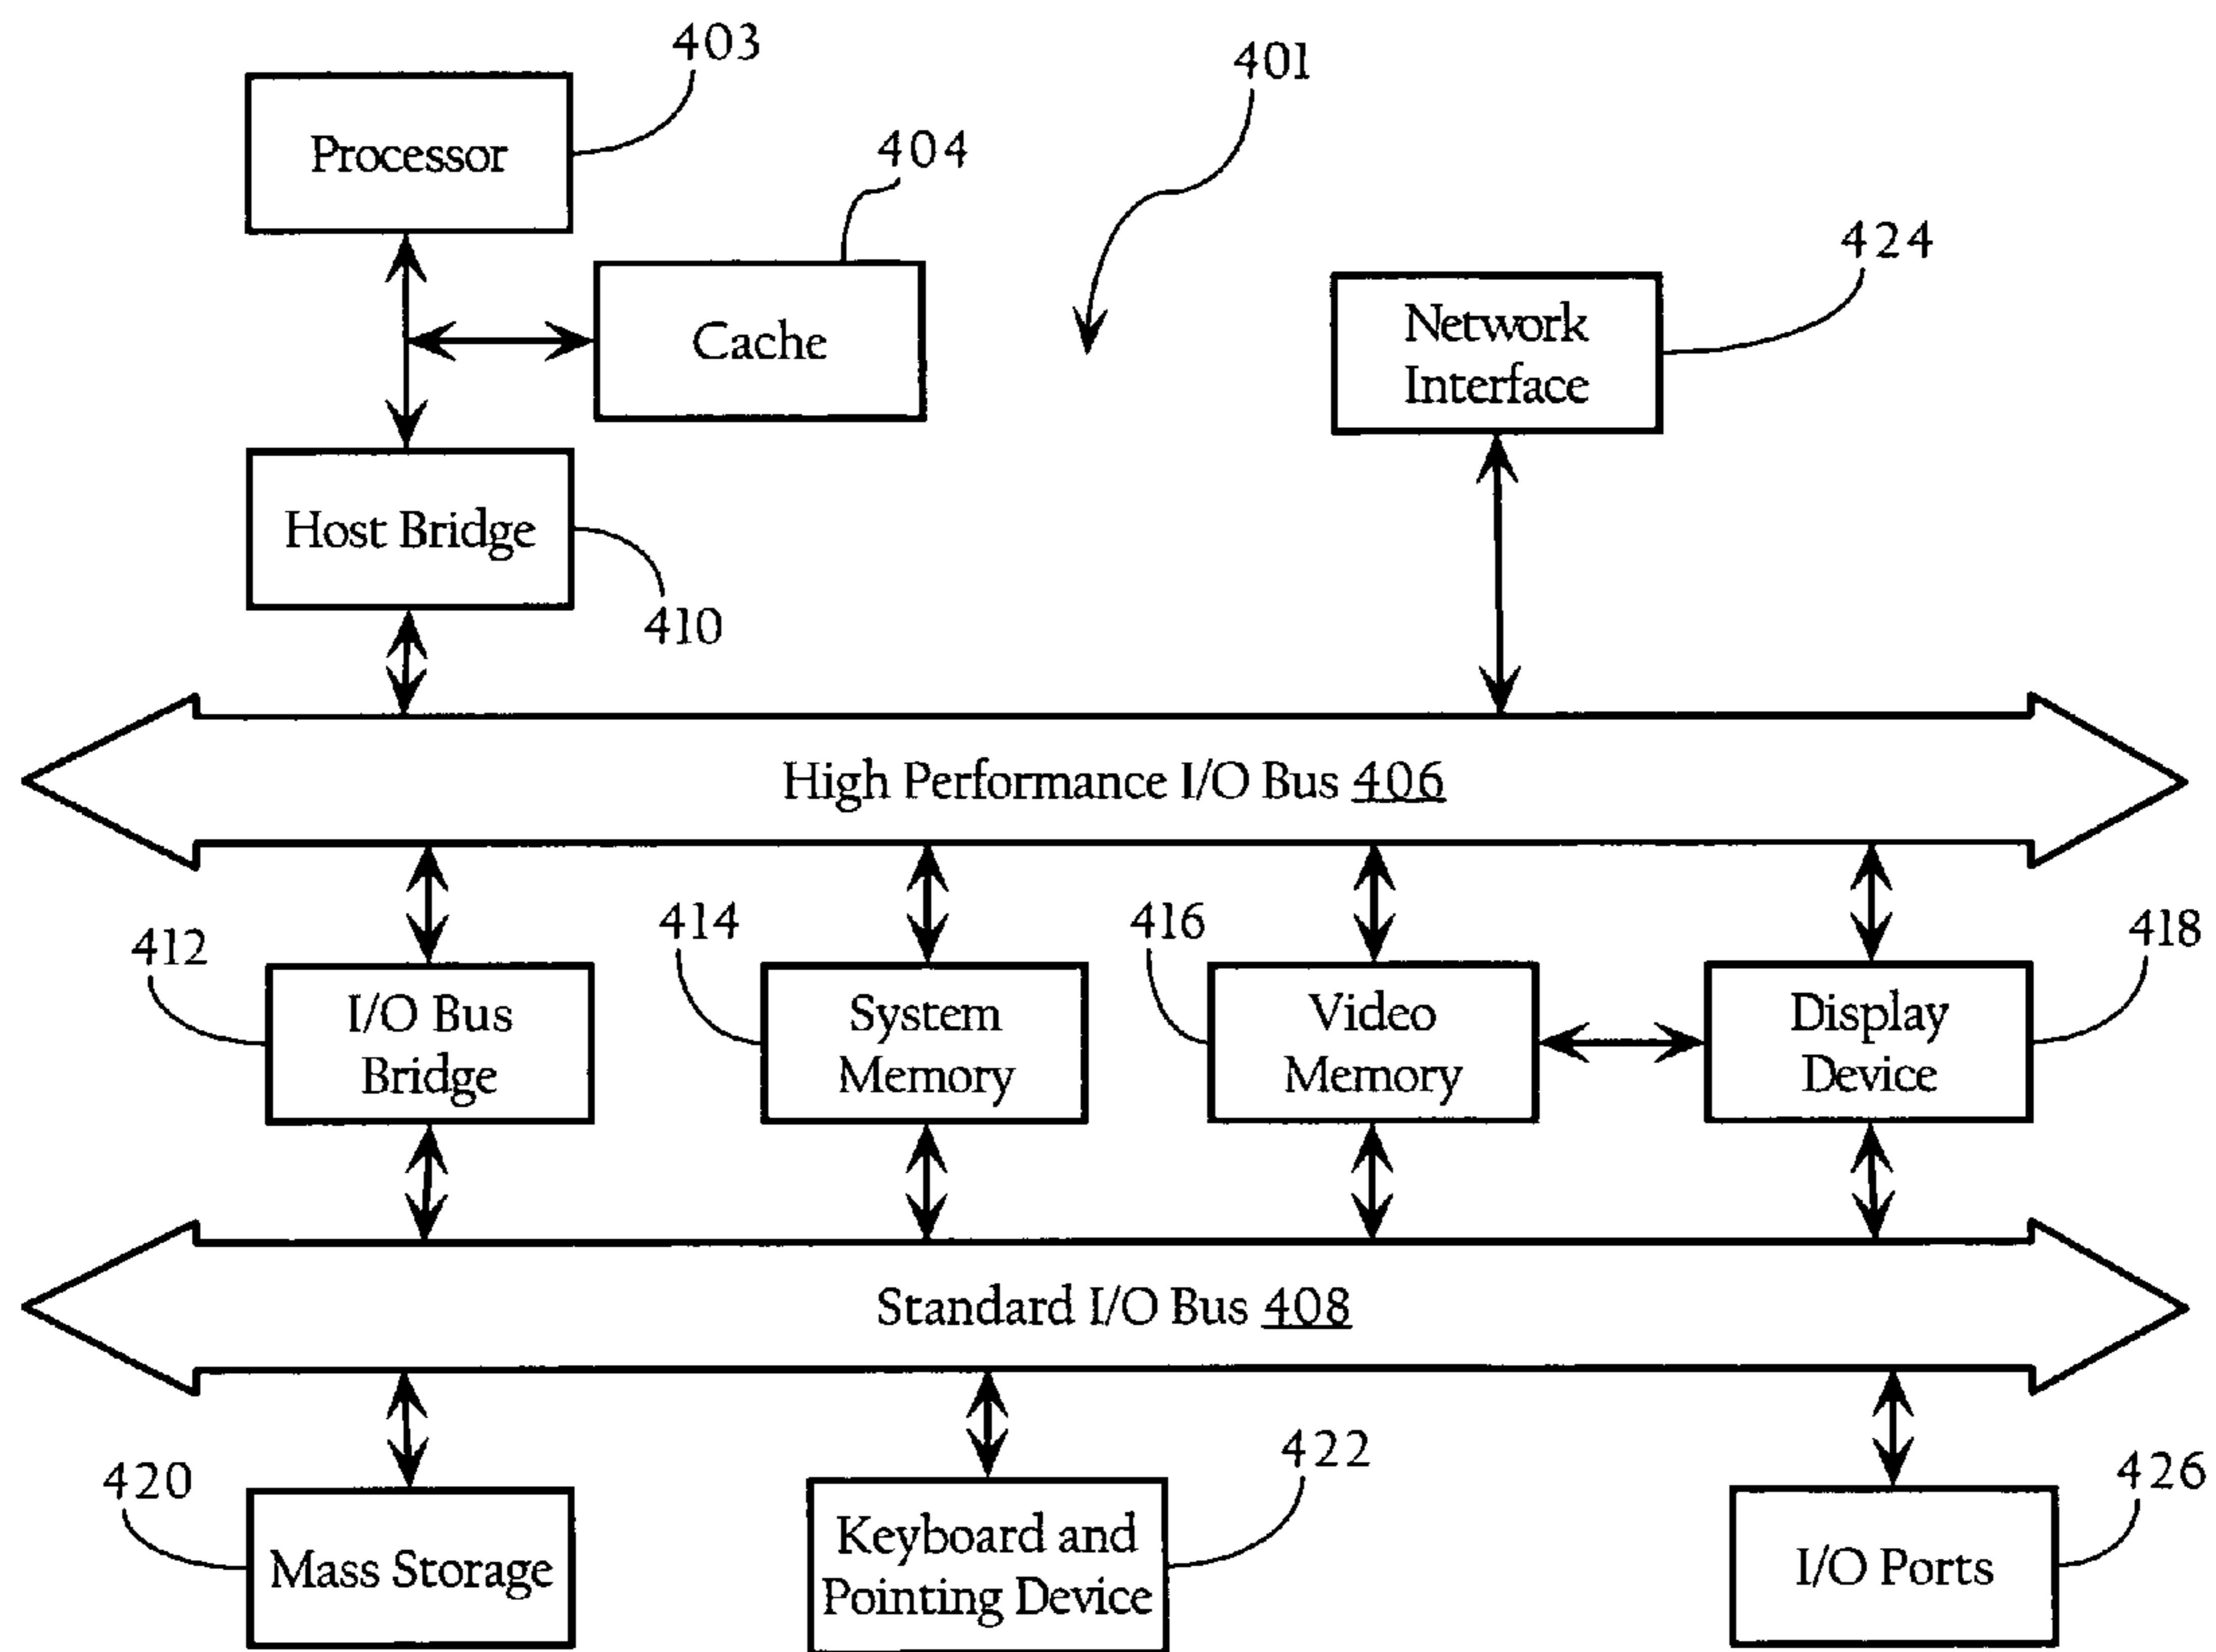 403
401
Processor
404
424
Cache
Network
Interface
Host Bridge
410
High Performance I/O Bus 406
412
414
416
418
I/O Bus
Bridge
System
Memory
Video
Memory
Display
Device
Standard I/O Bus 408
420
422
426
Mass Storage
Keyboard and
Pointing Device
I/O Ports